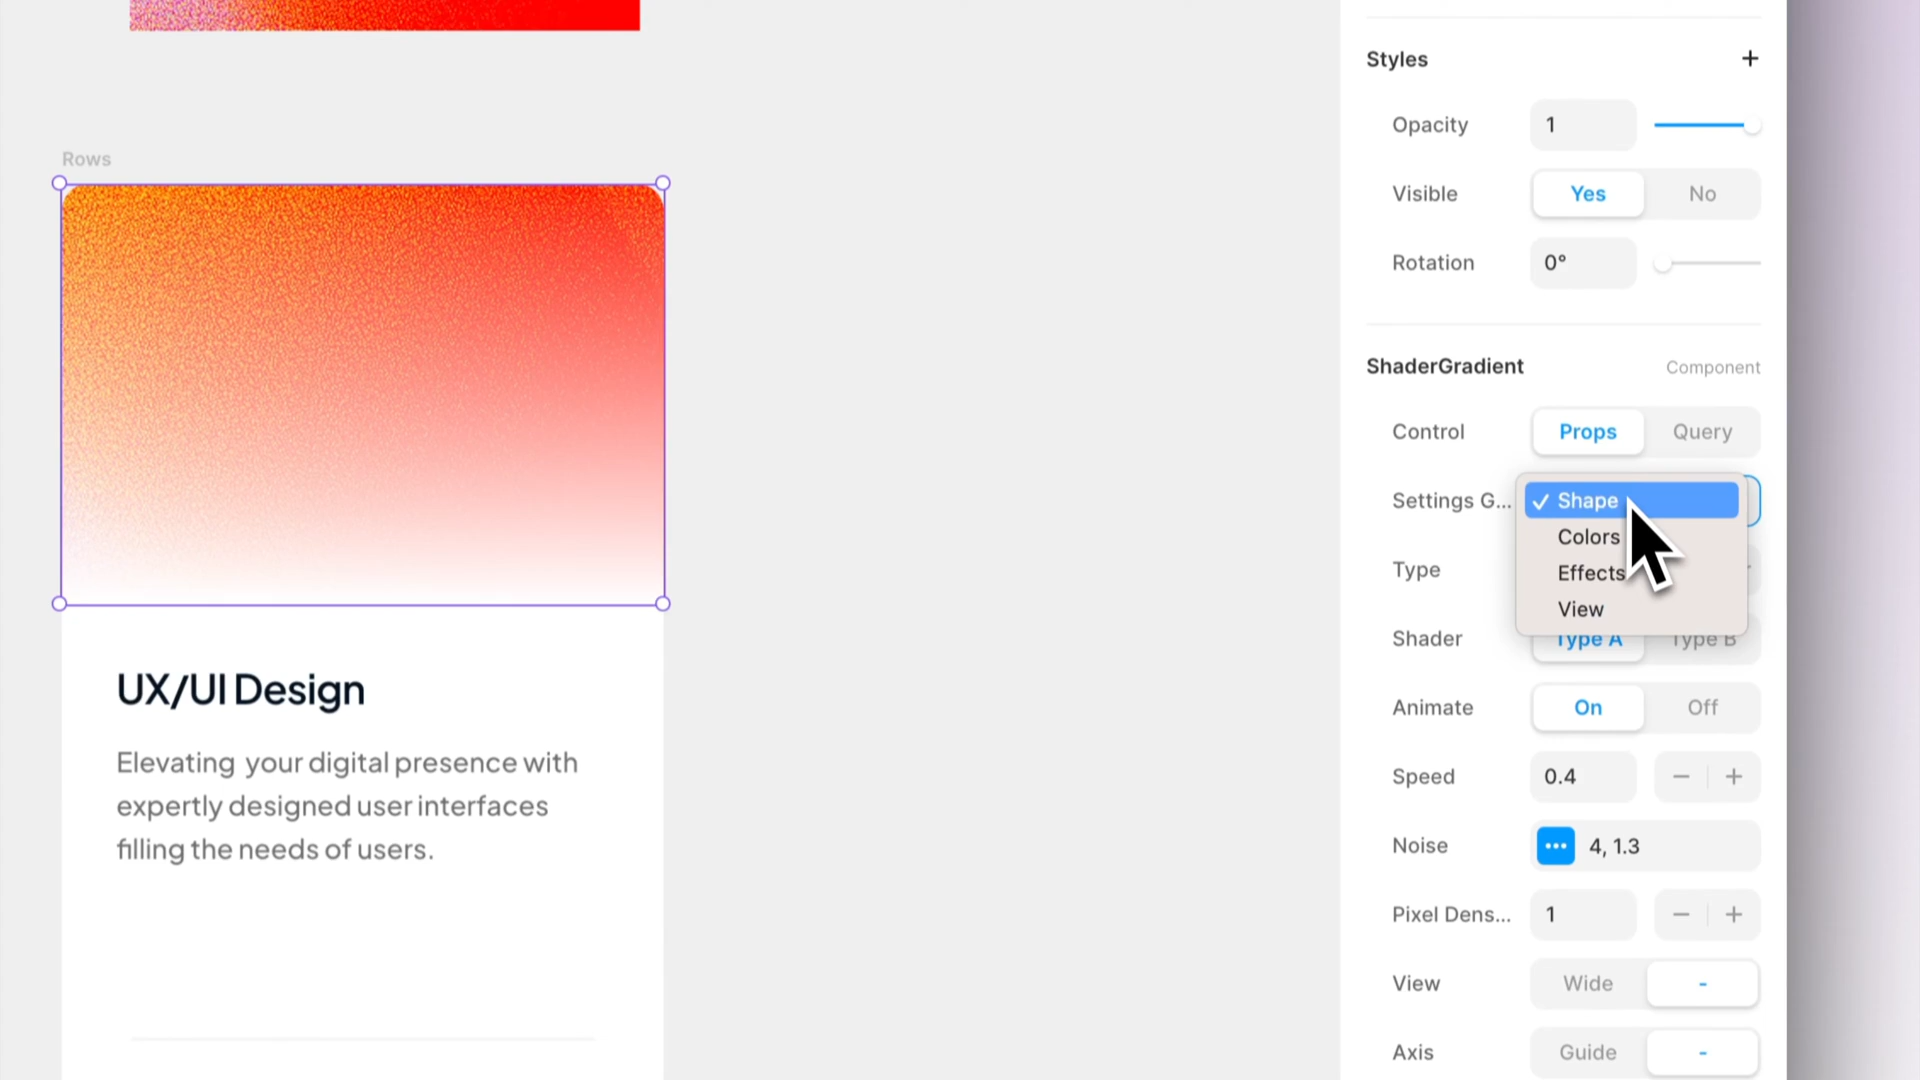 Rows
UX/UI Design
Elevating your digital presence with
expertly designed user interfaces
filling the needs of users.
Styles +
Opacity 1
Visible Yes No
Rotation 0°
ShaderGradient Component
Control Props Query
Settings G... ✓ Shape
Colors
Effects
View
Type
Shader Type A Type B
Animate On Off
Speed 0.4 − +
Noise 4, 1.3
Pixel Dens... 1 − +
View Wide -
Axis Guide -